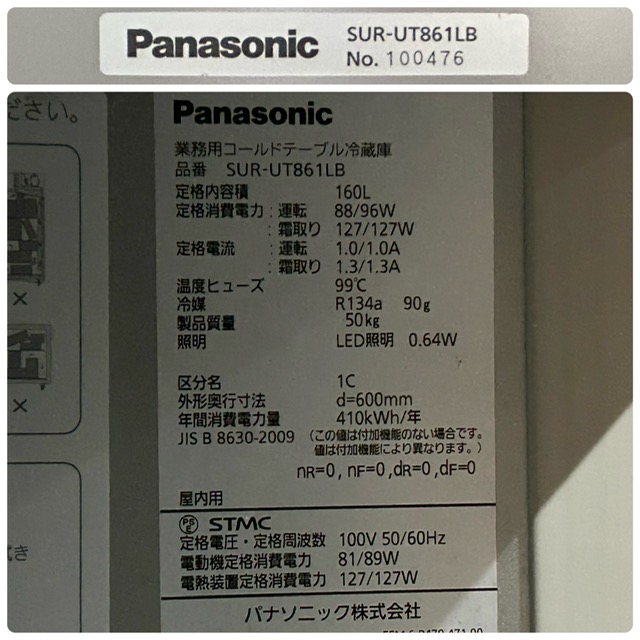 Panasonic SUR-UT861LB
No. 100476
ださい。
Panasonic
業務用コールドテーブル冷蔵庫
品番 SUR-UT861LB
定格内容積 160L
定格消費電力 : 運転 88/96W
: 霜取り 127/127W
定格電流 : 運転 1.0/1.0A
: 霜取り 1.3/1.3A
温度ヒューズ 99℃
冷媒 R134a 90g
製品質量 50kg
照明 LED照明 0.64W
×
×
区分名 1C
外形奥行寸法 d=600mm
年間消費電力量 410kWh/年
JIS B 8630-2009 (この値は付加機能のない場合です。
値は付加機能により異なります。)
nR=0, nF=0,dR=0,dF=0
屋内用
き
PS E STMC
定格電圧・定格周波数 100V 50/60Hz
電動機定格消費電力 81/89W
電熱装置定格消費電力 127/127W
パナソニック株式会社